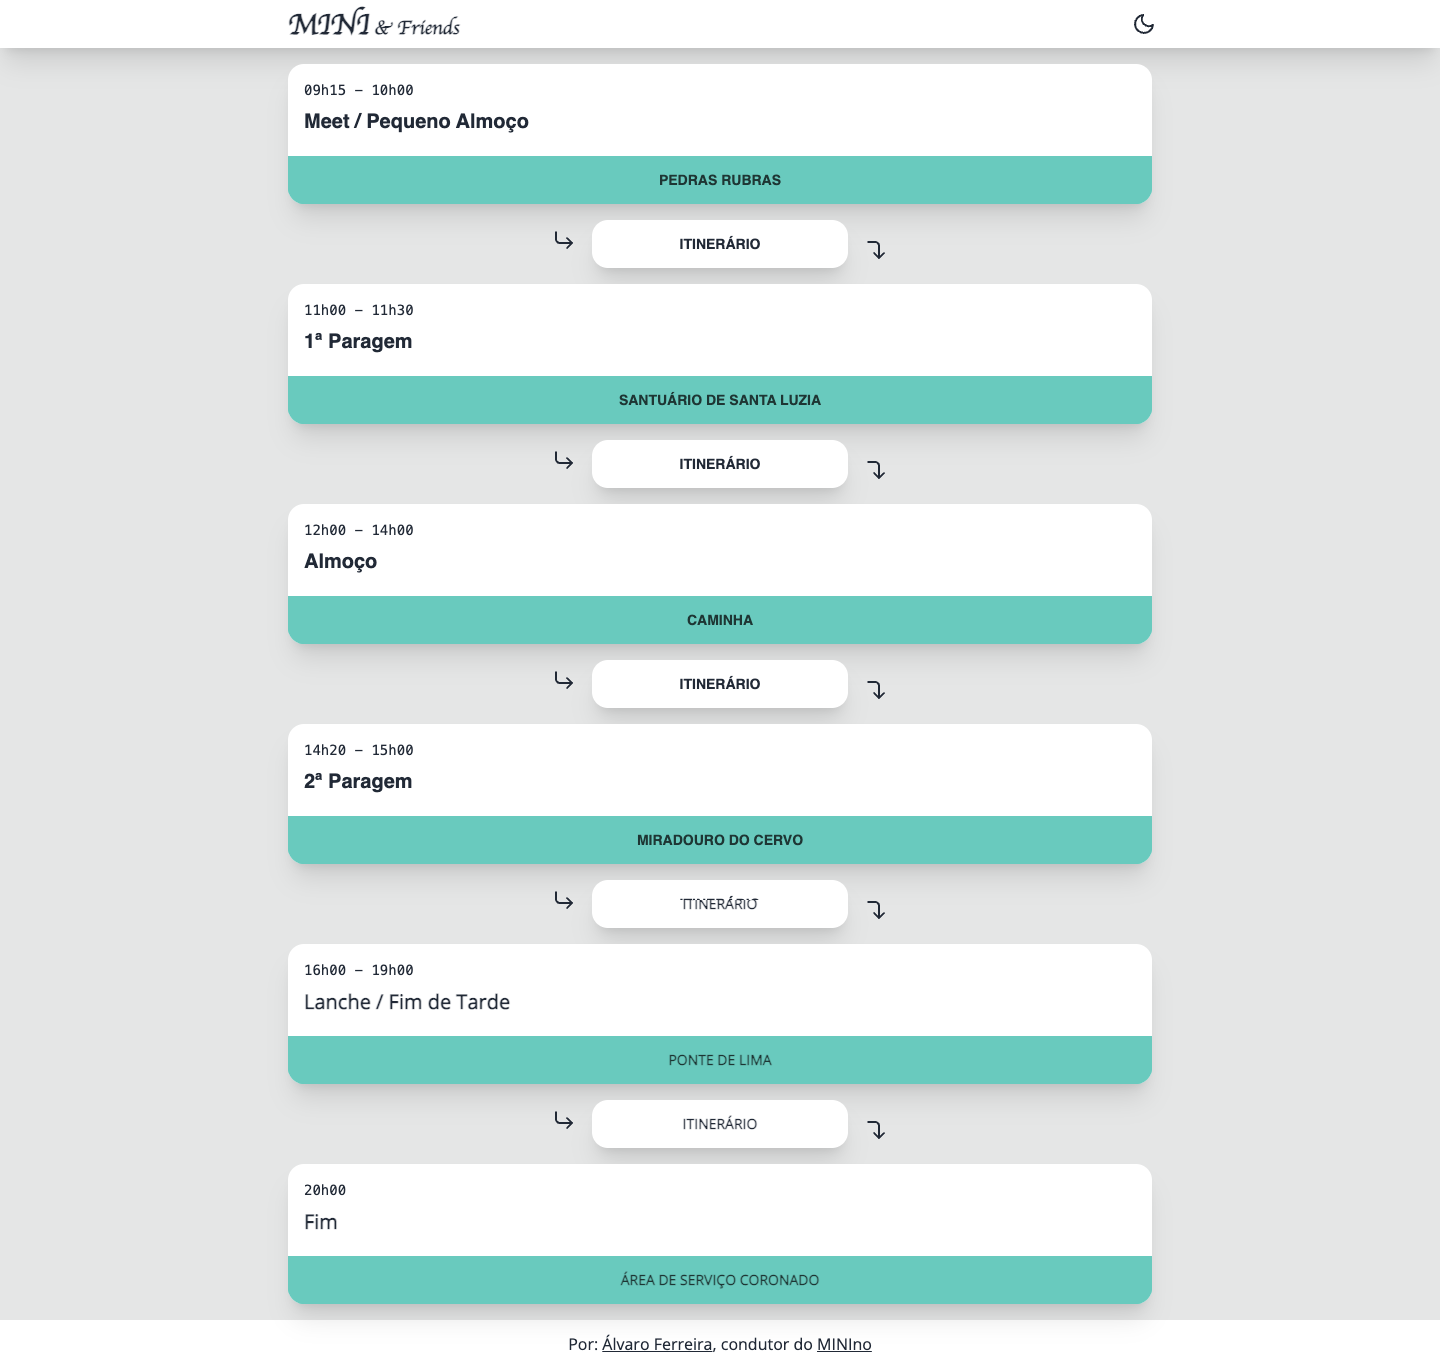 MINI & Friends
09h15 – 10h00
Meet / Pequeno Almoço
PEDRAS RUBRAS
ITINERÁRIO
11h00 – 11h30
1ª Paragem
SANTUÁRIO DE SANTA LUZIA
ITINERÁRIO
12h00 – 14h00
Almoço
CAMINHA
ITINERÁRIO
14h20 – 15h00
2ª Paragem
MIRADOURO DO CERVO
ITINERÁRIO
16h00 – 19h00
Lanche / Fim de Tarde
PONTE DE LIMA
ITINERÁRIO
20h00
Fim
ÁREA DE SERVIÇO CORONADO
Por: Álvaro Ferreira, condutor do MINIno